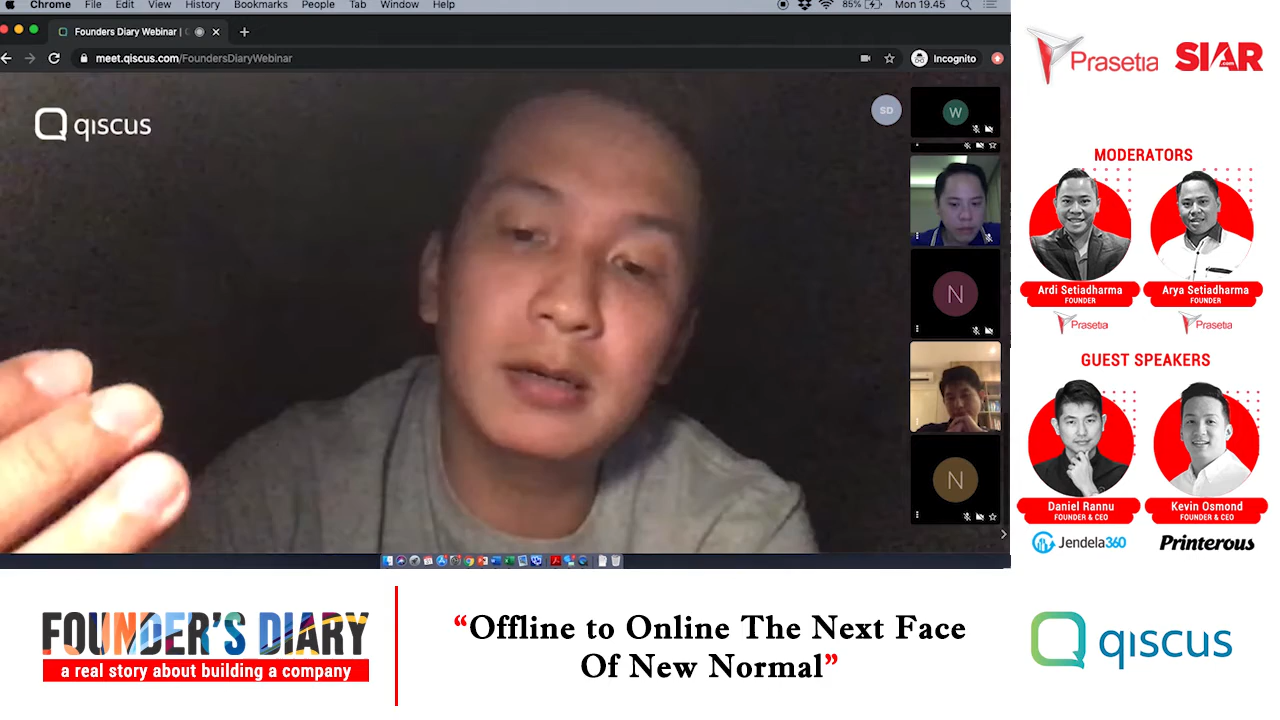 Chrome File Edit View History Bookmarks People Tab Window Help
85% Mon 19.45
Founders Diary Webinar |
meet.qiscus.com/FoundersDiaryWebinar
Incognito
qiscus
SD
W
N
N
Prasetia
SIAR
.com
MODERATORS
Ardi Setiadharma
FOUNDER
Prasetia
Arya Setiadharma
FOUNDER
Prasetia
GUEST SPEAKERS
Daniel Rannu
FOUNDER & CEO
Jendela360
Kevin Osmond
FOUNDER & CEO
Printerous
FOUNDER'S DIARY
a real story about building a company
“Offline to Online The Next Face
Of New Normal”
qiscus